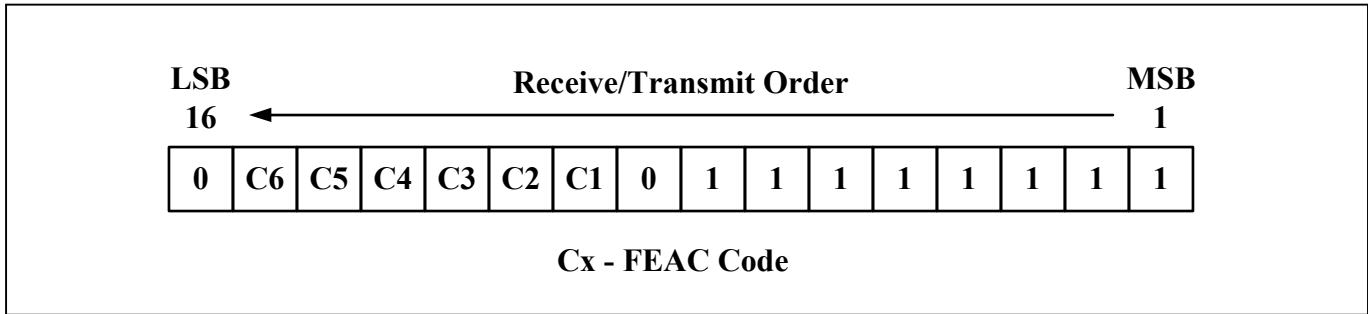 LSB Receive/Transmit Order MSB
16 1
0 C6 C5 C4 C3 C2 C1 0 1 1 1 1 1 1 1 1
Cx - FEAC Code